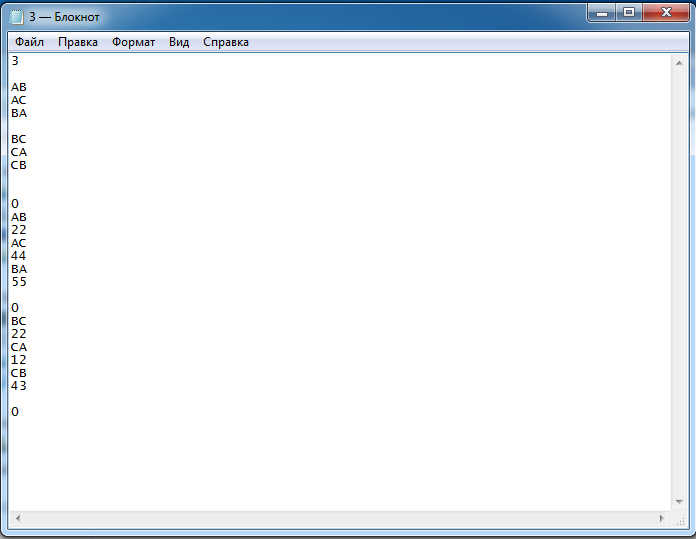 3 — Блокнот
Файл Правка Формат Вид Справка
3
AB
AC
BA
BC
CA
CB
0
AB
22
AC
44
BA
55
0
BC
22
CA
12
CB
43
0